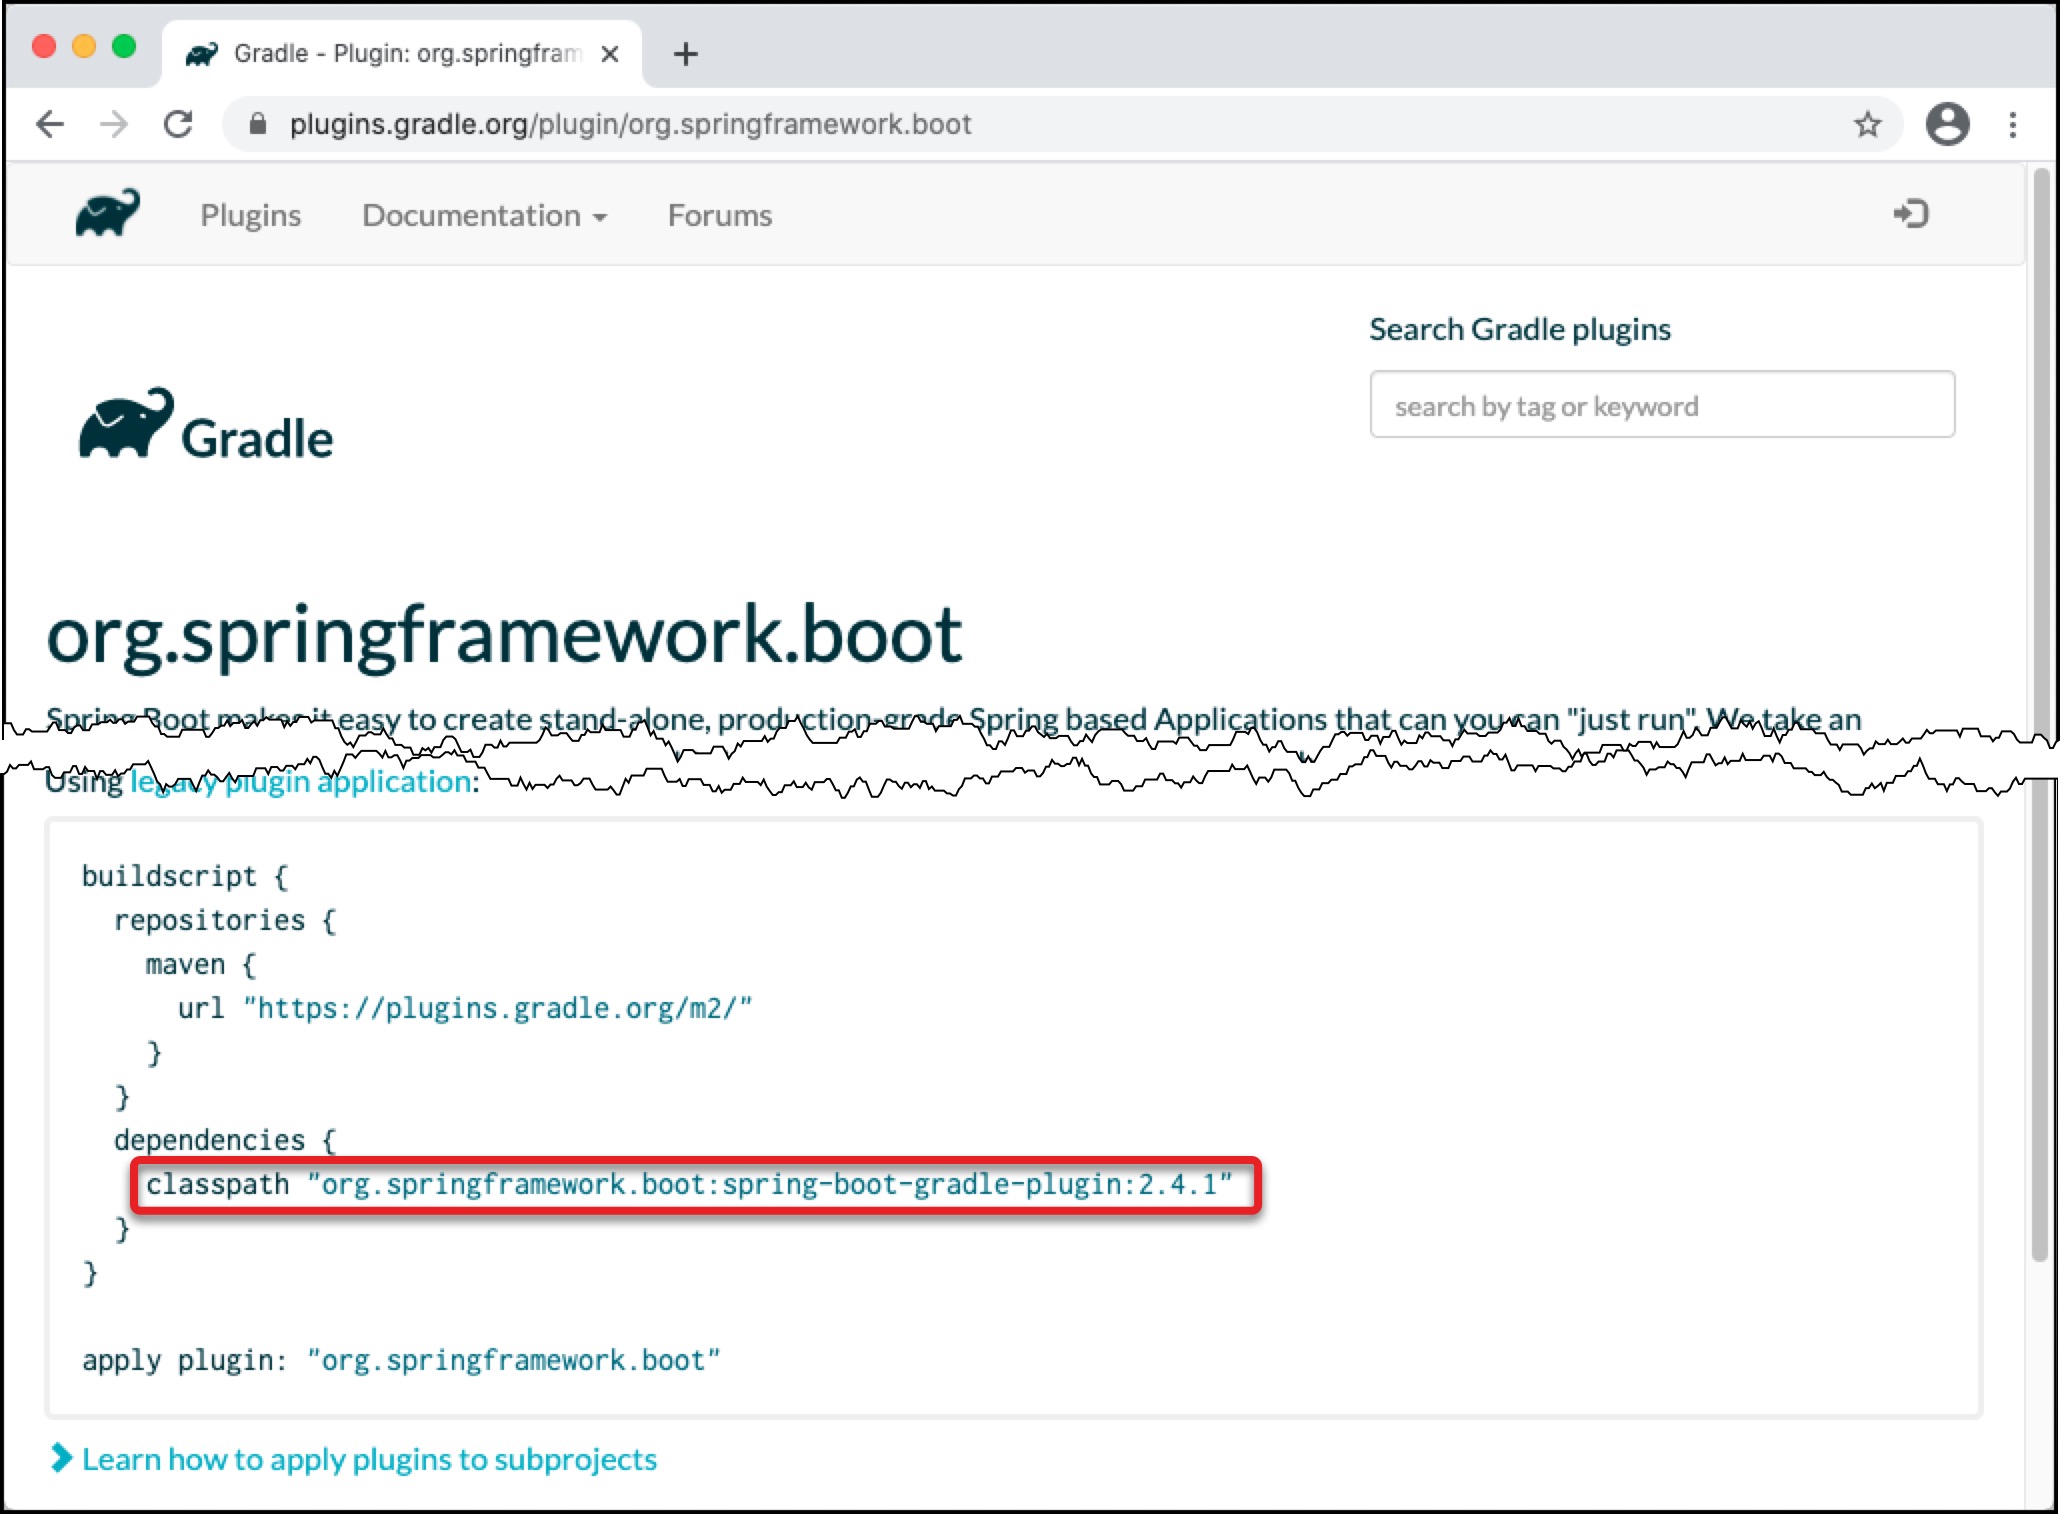 Gradle - Plugin: org.springfram
plugins.gradle.org/plugin/org.springframework.boot
Plugins Documentation Forums
Search Gradle plugins
search by tag or keyword
Gradle
org.springframework.boot
Spring Boot makes it easy to create stand-alone, production-grade Spring based Applications that can you can "just run". We take an
Using legacy plugin application:
buildscript {
  repositories {
    maven {
      url "https://plugins.gradle.org/m2/"
    }
  }
  dependencies {
    classpath "org.springframework.boot:spring-boot-gradle-plugin:2.4.1"
  }
}
apply plugin: "org.springframework.boot"
Learn how to apply plugins to subprojects